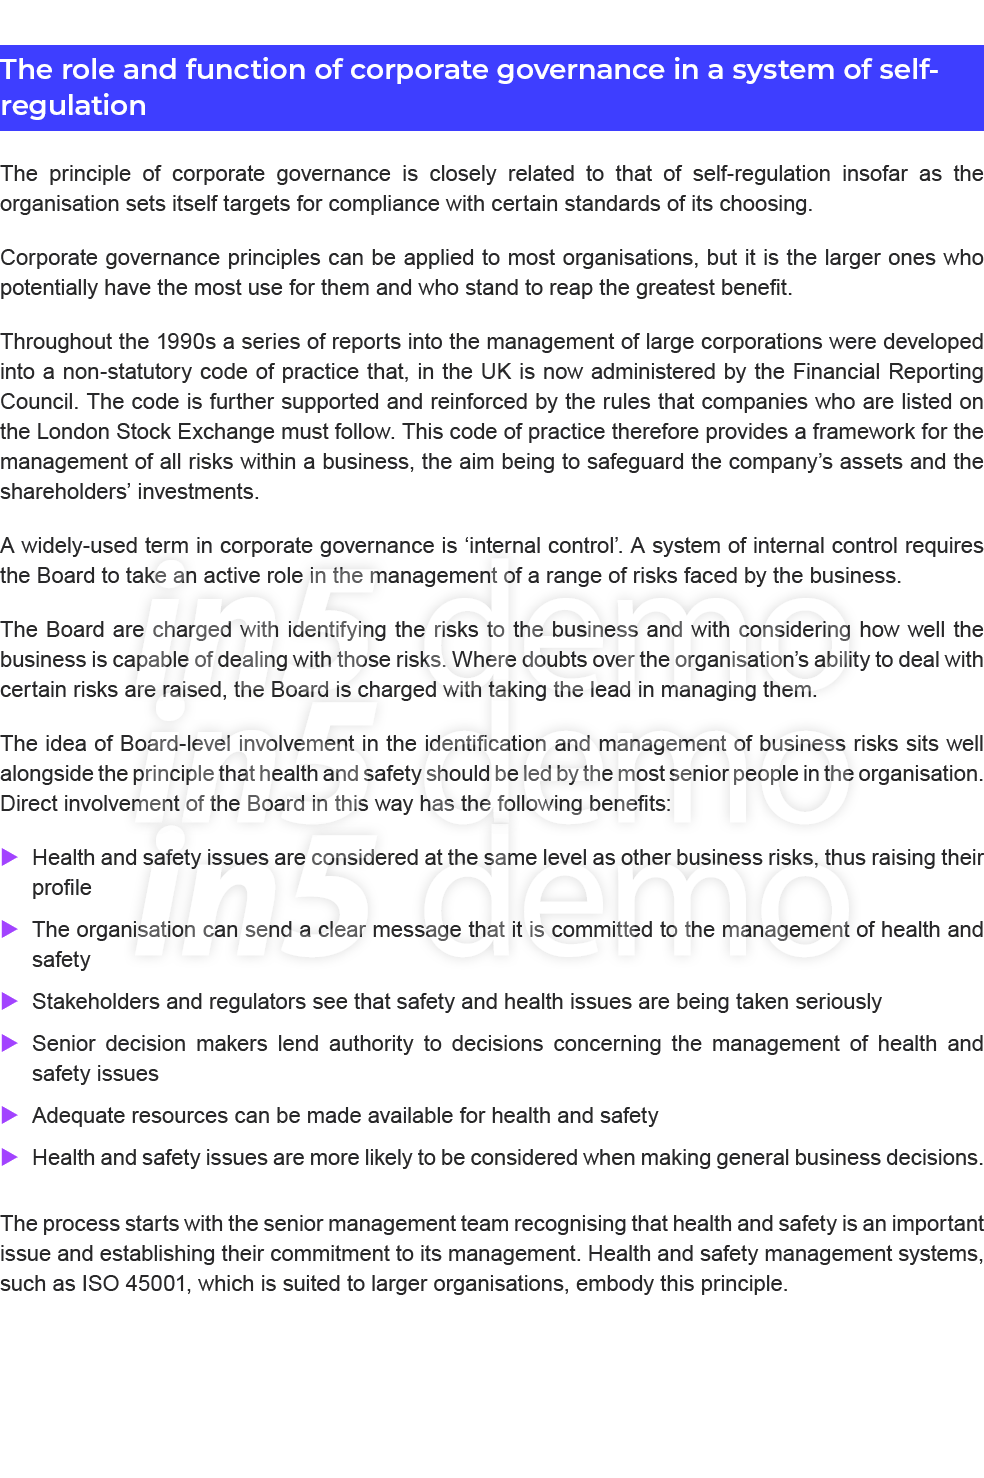 The role and function of corporate governance in a system of self-
regulation
The principle of corporate governance is closely related to that of self-regulation insofar as the
organisation sets itself targets for compliance with certain standards of its choosing.
Corporate governance principles can be applied to most organisations, but it is the larger ones who
potentially have the most use for them and who stand to reap the greatest benefit.
Throughout the 1990s a series of reports into the management of large corporations were developed
into a non-statutory code of practice that, in the UK is now administered by the Financial Reporting
Council. The code is further supported and reinforced by the rules that companies who are listed on
the London Stock Exchange must follow. This code of practice therefore provides a framework for the
management of all risks within a business, the aim being to safeguard the company’s assets and the
shareholders’ investments.
A widely-used term in corporate governance is ‘internal control’. A system of internal control requires
the Board to take an active role in the management of a range of risks faced by the business.
The Board are charged with identifying the risks to the business and with considering how well the
business is capable of dealing with those risks. Where doubts over the organisation’s ability to deal with
certain risks are raised, the Board is charged with taking the lead in managing them.
The idea of Board-level involvement in the identification and management of business risks sits well
alongside the principle that health and safety should be led by the most senior people in the organisation.
Direct involvement of the Board in this way has the following benefits:
Health and safety issues are considered at the same level as other business risks, thus raising their
profile
The organisation can send a clear message that it is committed to the management of health and
safety
Stakeholders and regulators see that safety and health issues are being taken seriously
Senior decision makers lend authority to decisions concerning the management of health and
safety issues
Adequate resources can be made available for health and safety
Health and safety issues are more likely to be considered when making general business decisions.
The process starts with the senior management team recognising that health and safety is an important
issue and establishing their commitment to its management. Health and safety management systems,
such as ISO 45001, which is suited to larger organisations, embody this principle.
in5 demo
in5 demo
in5 demo